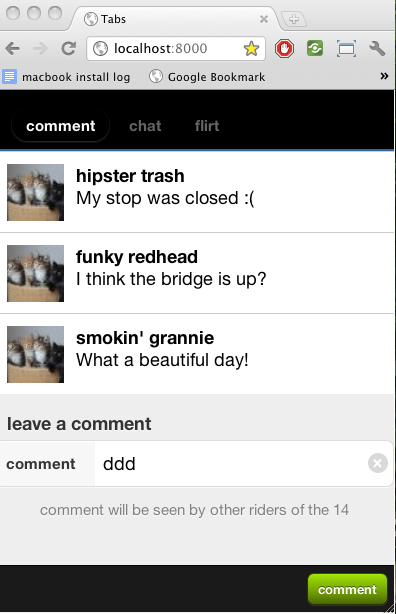 Tabs
localhost:8000
macbook install log
Google Bookmark
»
comment
chat
flirt
hipster trash
My stop was closed :(
funky redhead
I think the bridge is up?
smokin' grannie
What a beautiful day!
leave a comment
comment
ddd
comment will be seen by other riders of the 14
comment